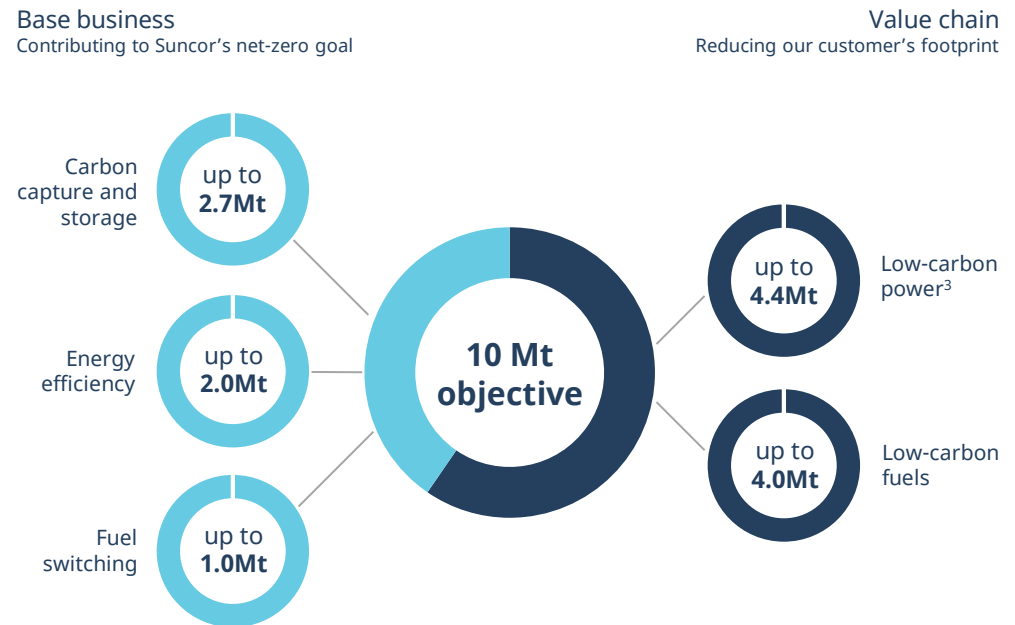 Base business
Contributing to Suncor’s net-zero goal
Value chain
Reducing our customer’s footprint
Carbon
capture and
storage
up to
2.7Mt
Energy
efficiency
up to
2.0Mt
Fuel
switching
up to
1.0Mt
10 Mt
objective
up to
4.4Mt
Low-carbon
power³
up to
4.0Mt
Low-carbon
fuels